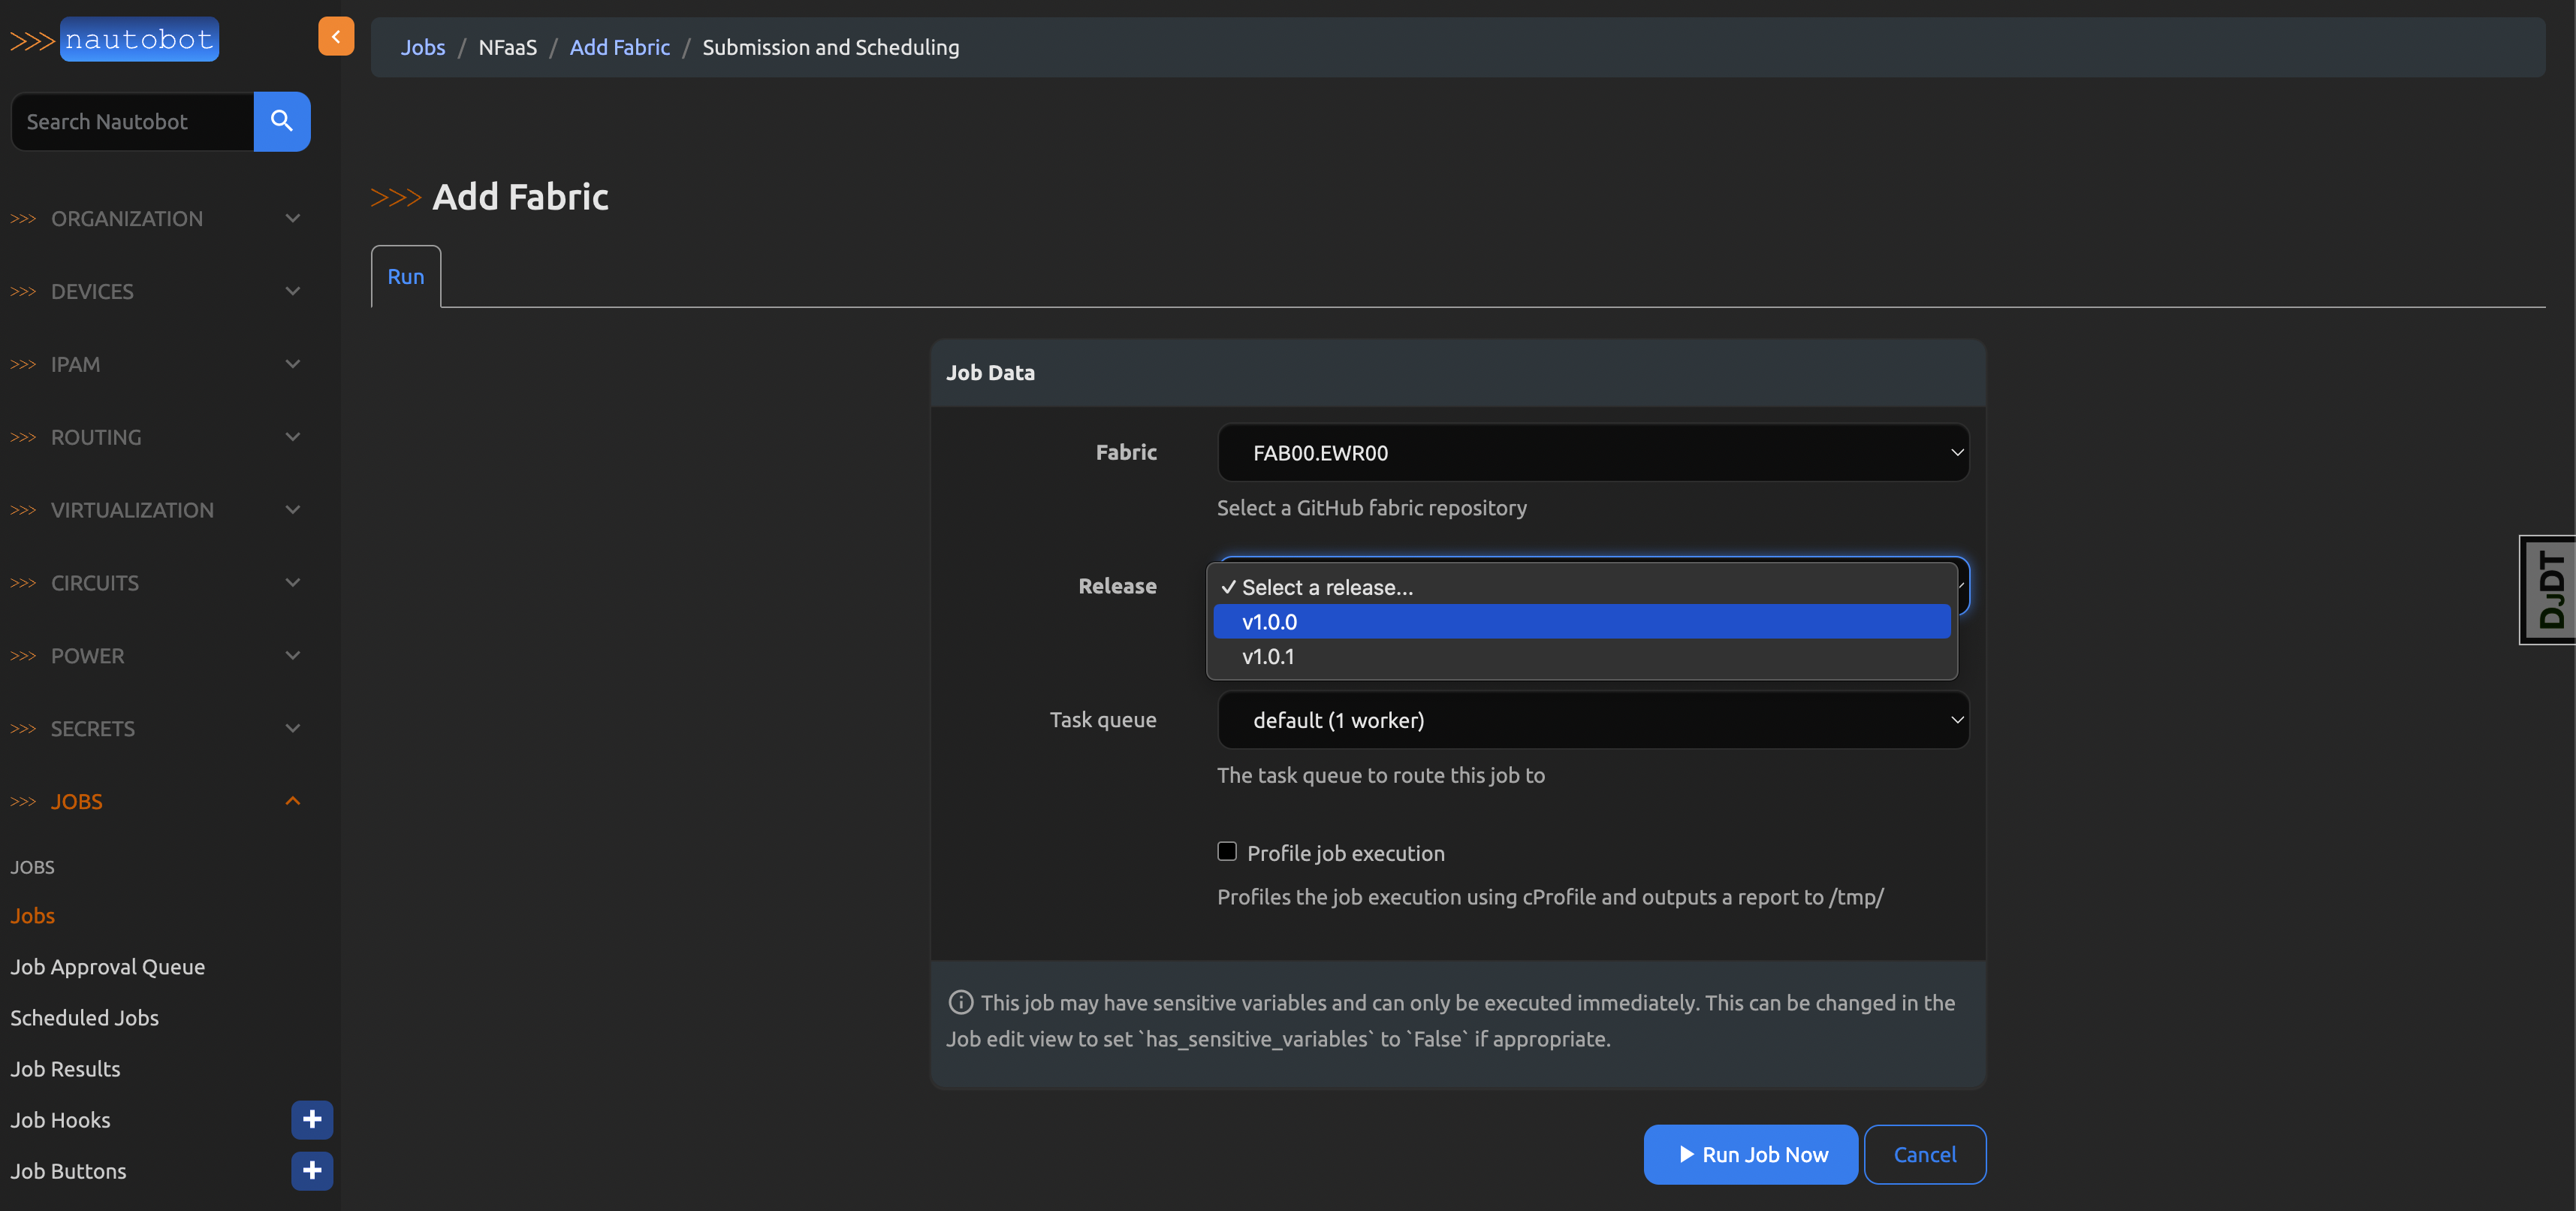 >>> nautobot
Jobs / NFaaS / Add Fabric / Submission and Scheduling
Search Nautobot
>>> ORGANIZATION
>>> DEVICES
>>> IPAM
>>> ROUTING
>>> VIRTUALIZATION
>>> CIRCUITS
>>> POWER
>>> SECRETS
>>> JOBS
JOBS
Jobs
Job Approval Queue
Scheduled Jobs
Job Results
Job Hooks
Job Buttons
>>> Add Fabric
Run
Job Data
Fabric FAB00.EWR00
Select a GitHub fabric repository
Release ✓ Select a release...
v1.0.0
v1.0.1
Task queue default (1 worker)
The task queue to route this job to
Profile job execution
Profiles the job execution using cProfile and outputs a report to /tmp/
This job may have sensitive variables and can only be executed immediately. This can be changed in the
Job edit view to set `has_sensitive_variables` to `False` if appropriate.
Run Job Now Cancel
DJDT